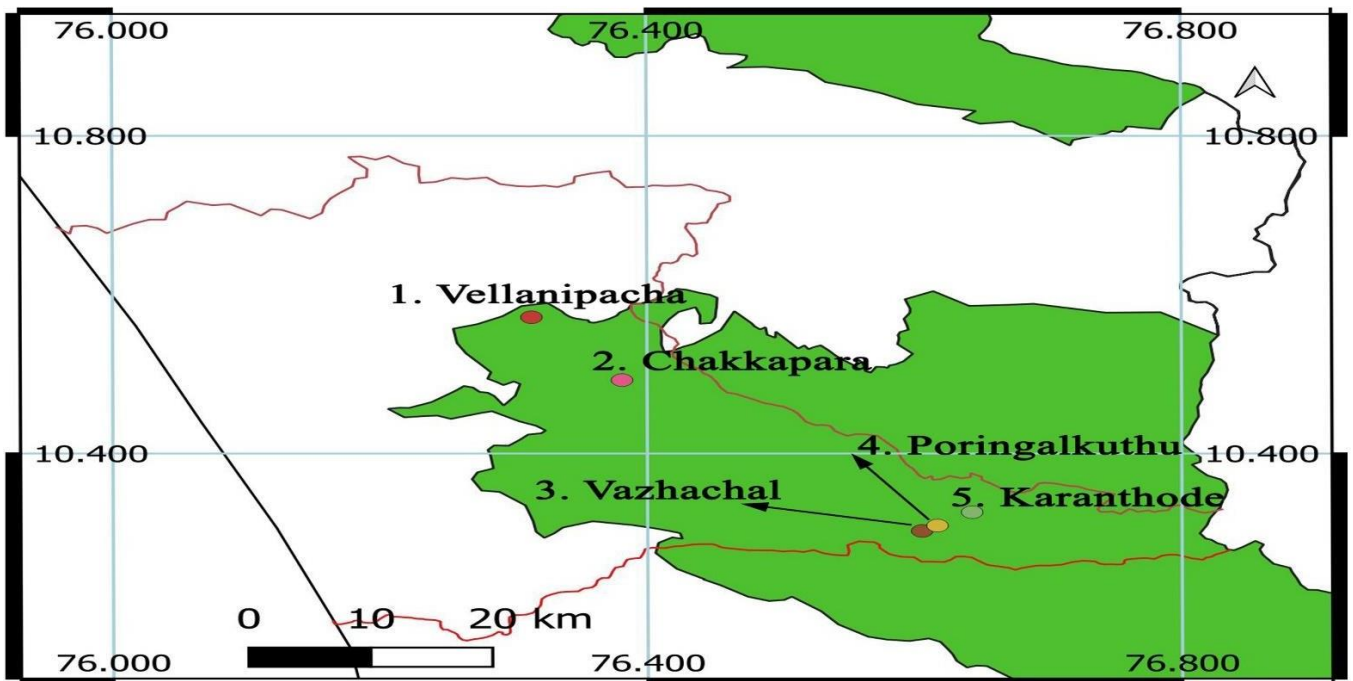 76.000 76.400 76.800
10.800 10.800
1. Vellanipacha
2. Chakkapara
4. Poringalkuthu
10.400 10.400
3. Vazhachal 5. Karanthode
0 10 20 km
76.000 76.400 76.800